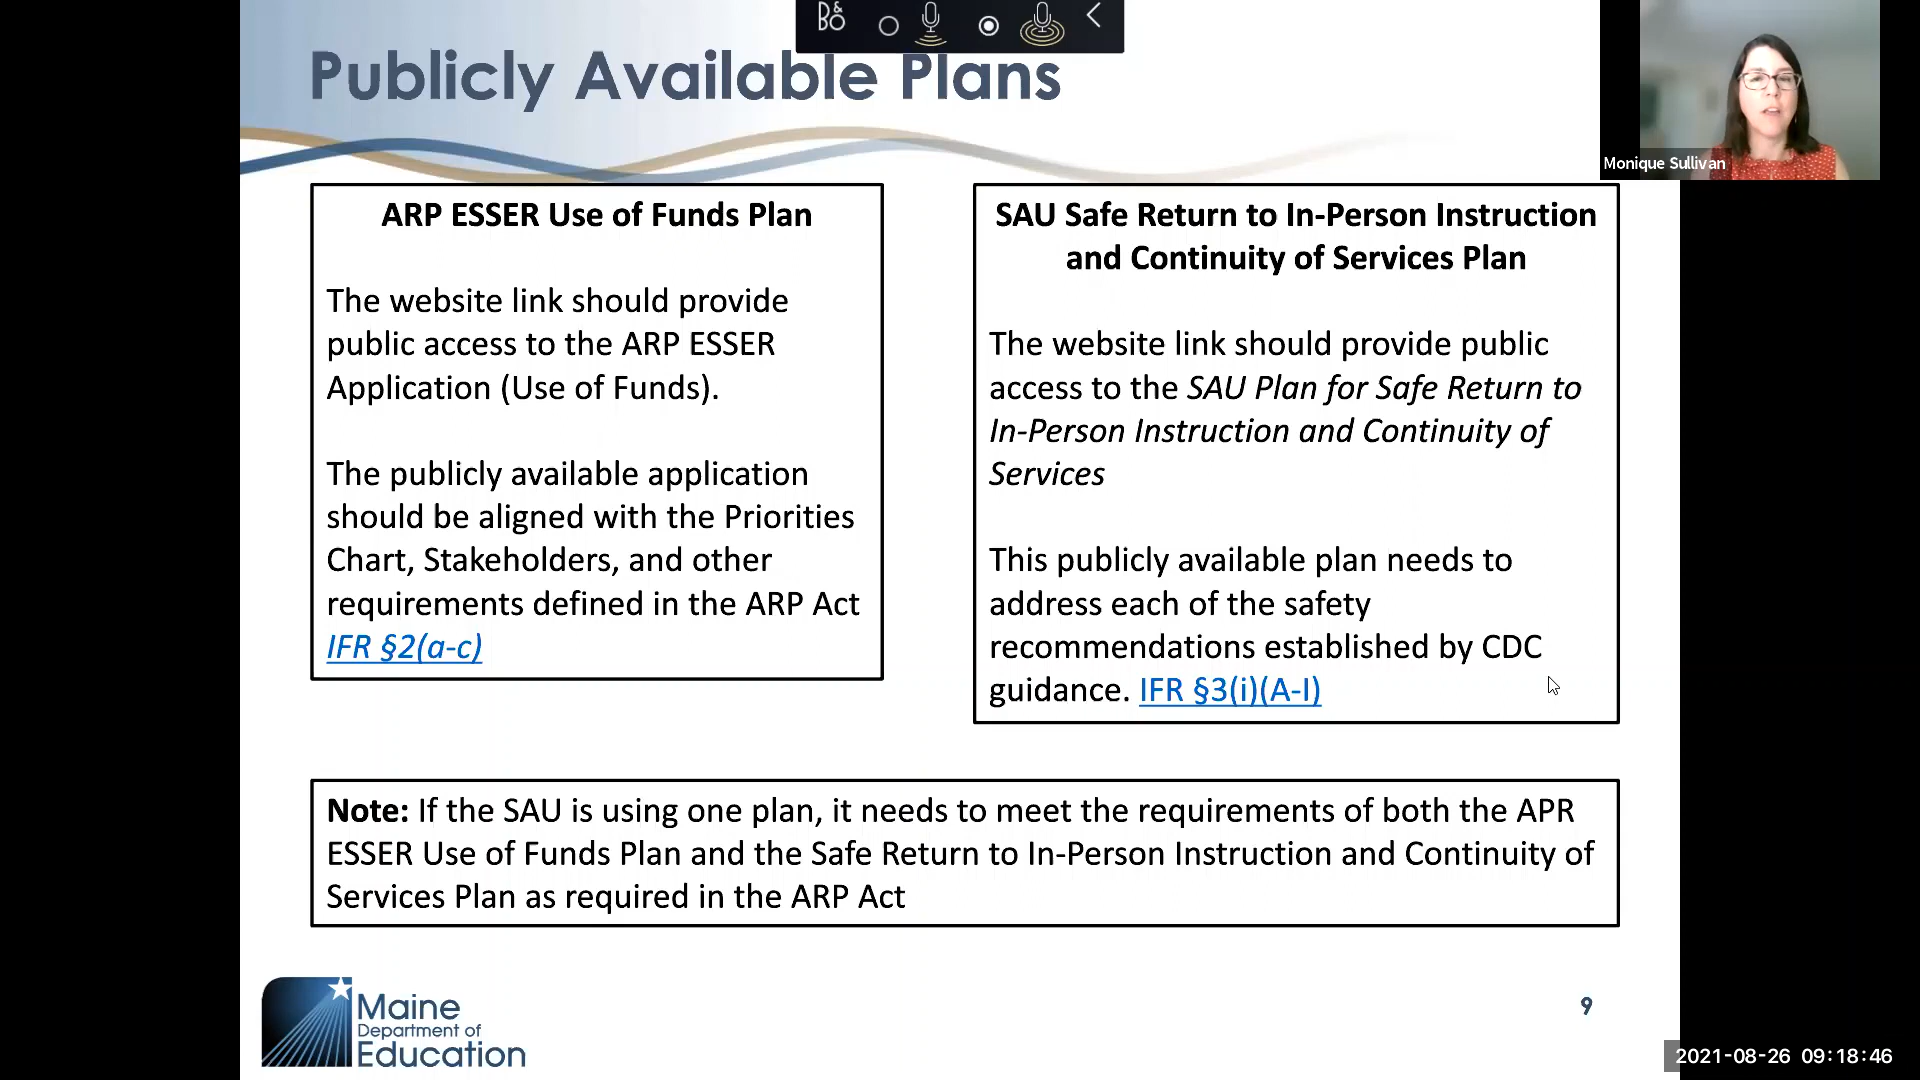 B&O
Publicly Available Plans
Monique Sullivan
ARP ESSER Use of Funds Plan
The website link should provide
public access to the ARP ESSER
Application (Use of Funds).
The publicly available application
should be aligned with the Priorities
Chart, Stakeholders, and other
requirements defined in the ARP Act
IFR §2(a-c)
SAU Safe Return to In-Person Instruction
and Continuity of Services Plan
The website link should provide public
access to the SAU Plan for Safe Return to
In-Person Instruction and Continuity of
Services
This publicly available plan needs to
address each of the safety
recommendations established by CDC
guidance. IFR §3(i)(A-I)
Note: If the SAU is using one plan, it needs to meet the requirements of both the APR
ESSER Use of Funds Plan and the Safe Return to In-Person Instruction and Continuity of
Services Plan as required in the ARP Act
Maine
Department of
Education
9
2021-08-26 09:18:46